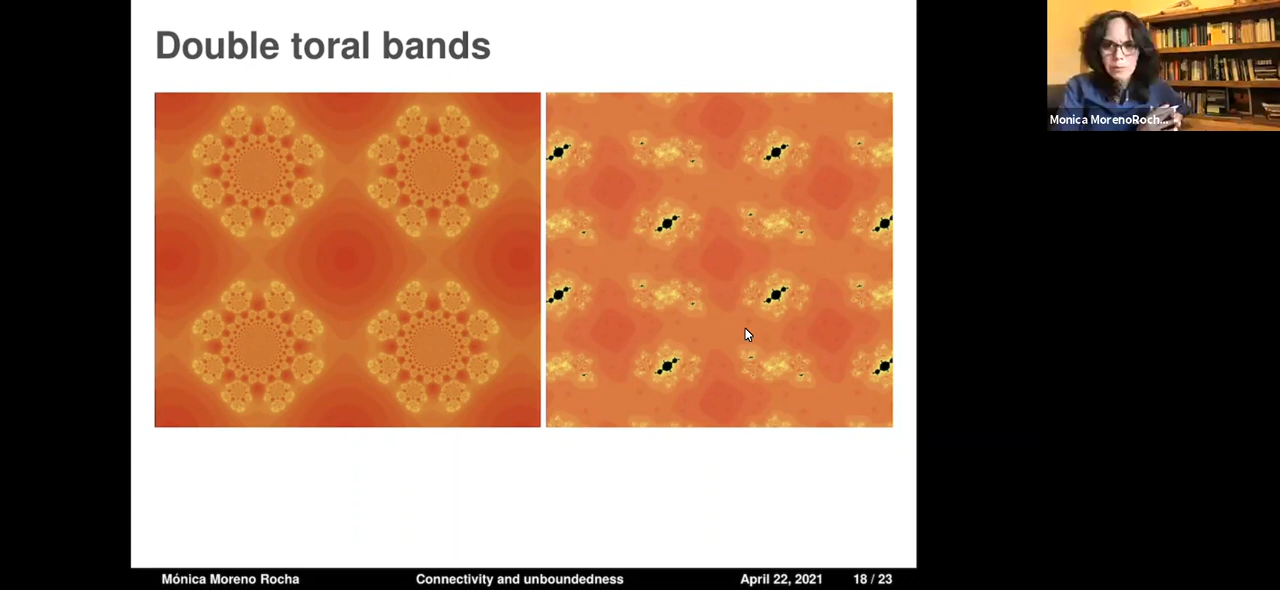 Double toral bands
Monica MorenoRoch...
Mónica Moreno Rocha
Connectivity and unboundedness
April 22, 2021
18 / 23